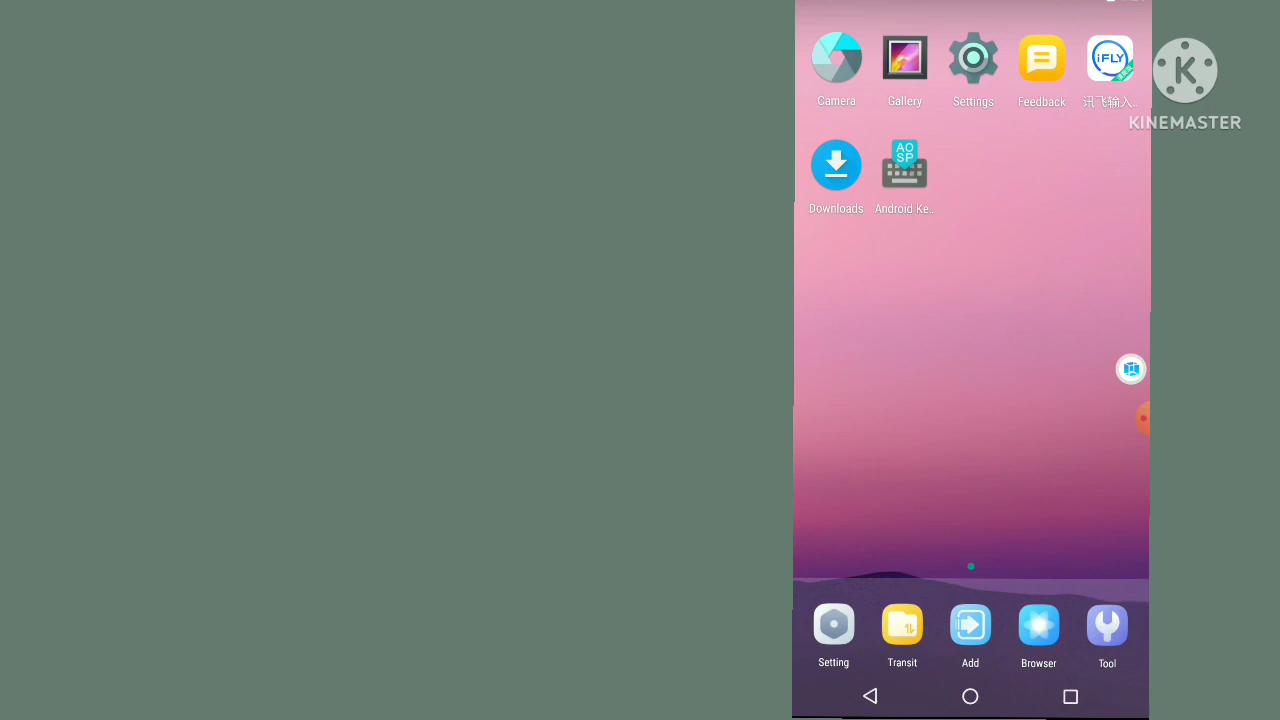 Camera Gallery Settings Feedback 讯飞输入..
iFLY
KINEMASTER
AO
SP
Downloads Android Ke..
Setting Transit Add Browser Tool